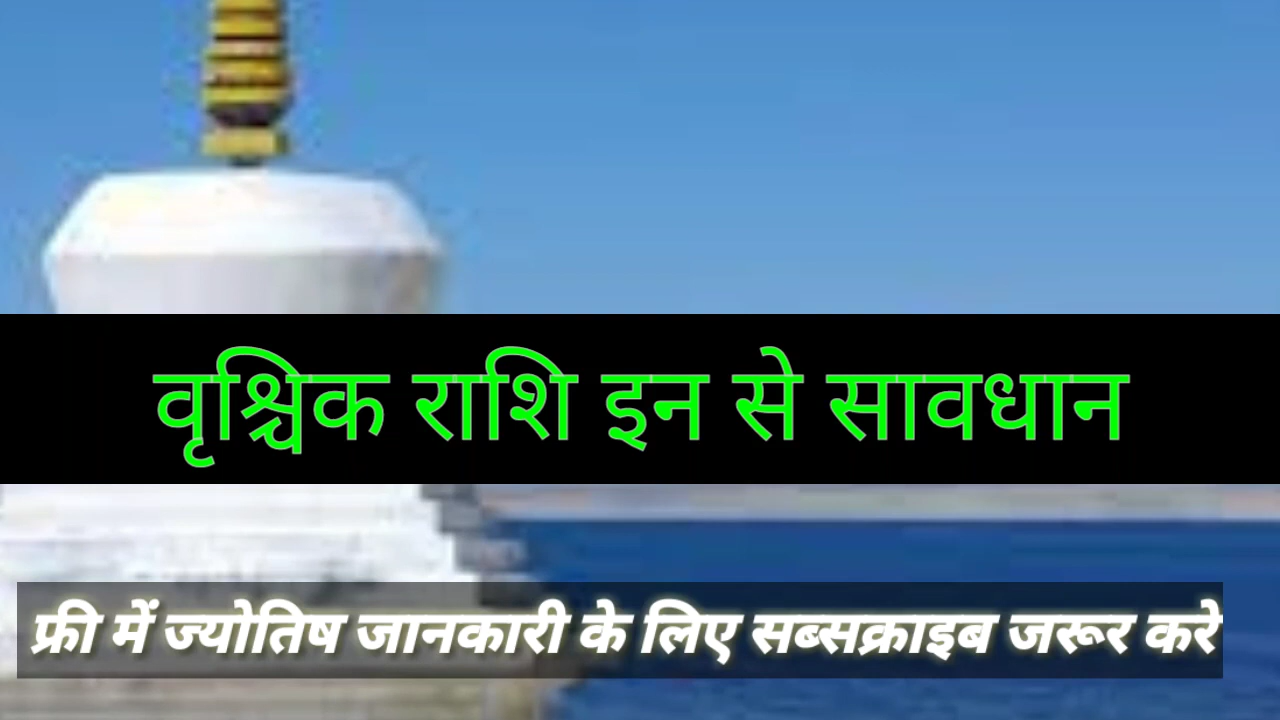 वृश्चिक राशि इन से सावधान
फ्री में ज्योतिष जानकारी के लिए सब्सक्राइब जरूर करे